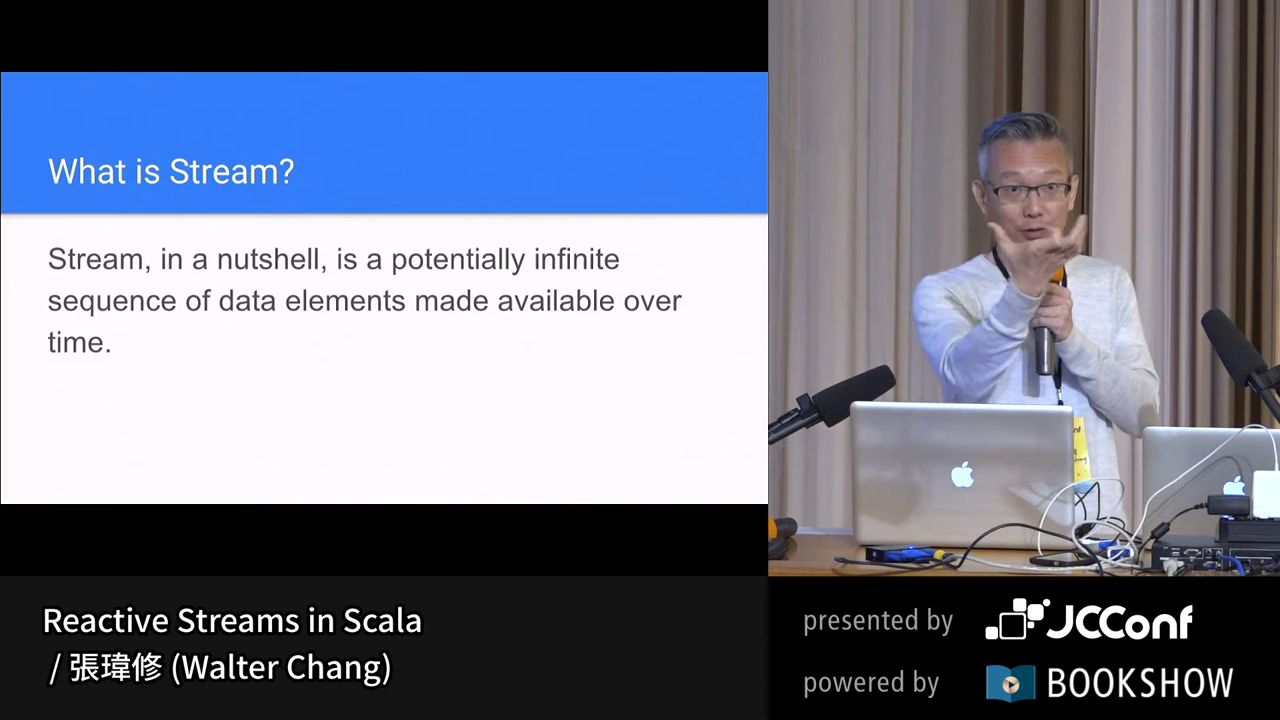 What is Stream?
Stream, in a nutshell, is a potentially infinite
sequence of data elements made available over
time.
Reactive Streams in Scala
/ 張瑋修 (Walter Chang)
presented by JCConf
powered by BOOKSHOW